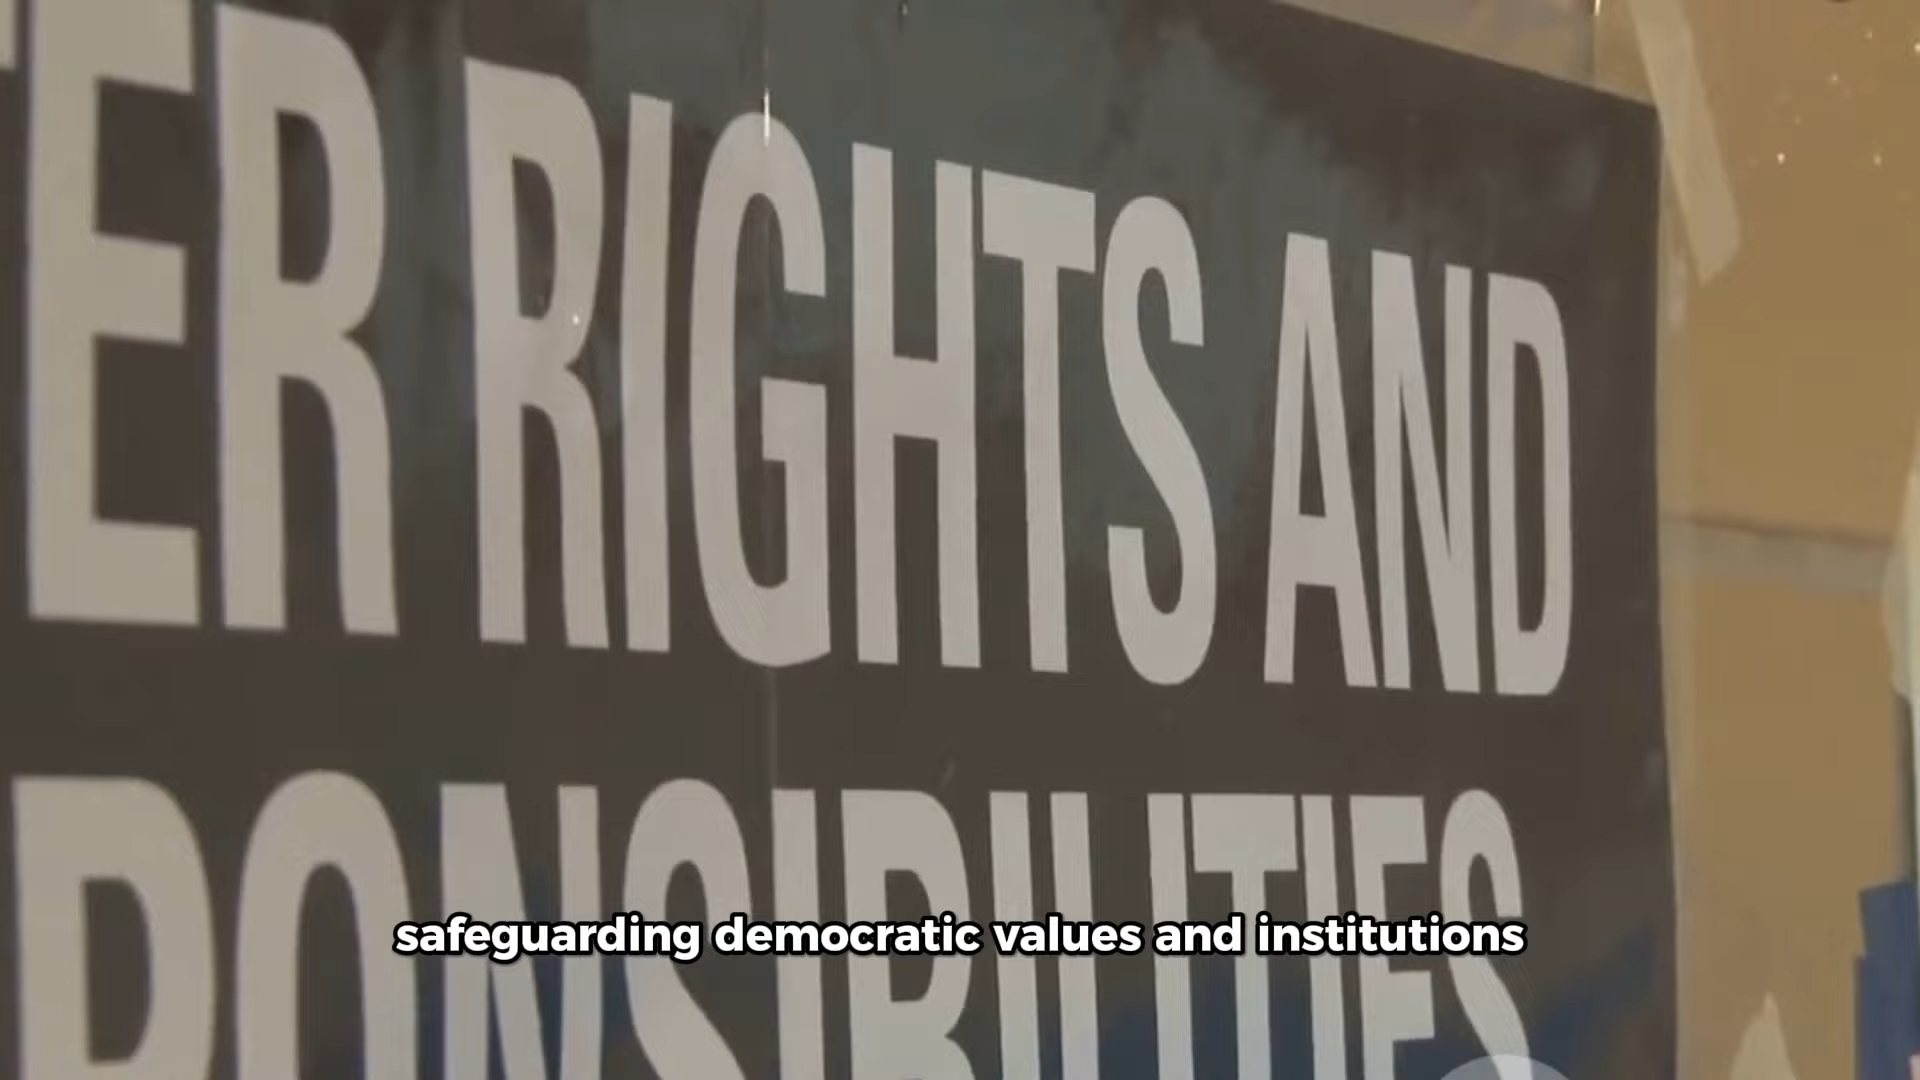 ER RIGHTS AND
PONSIBILITIES
safeguarding democratic values and institutions